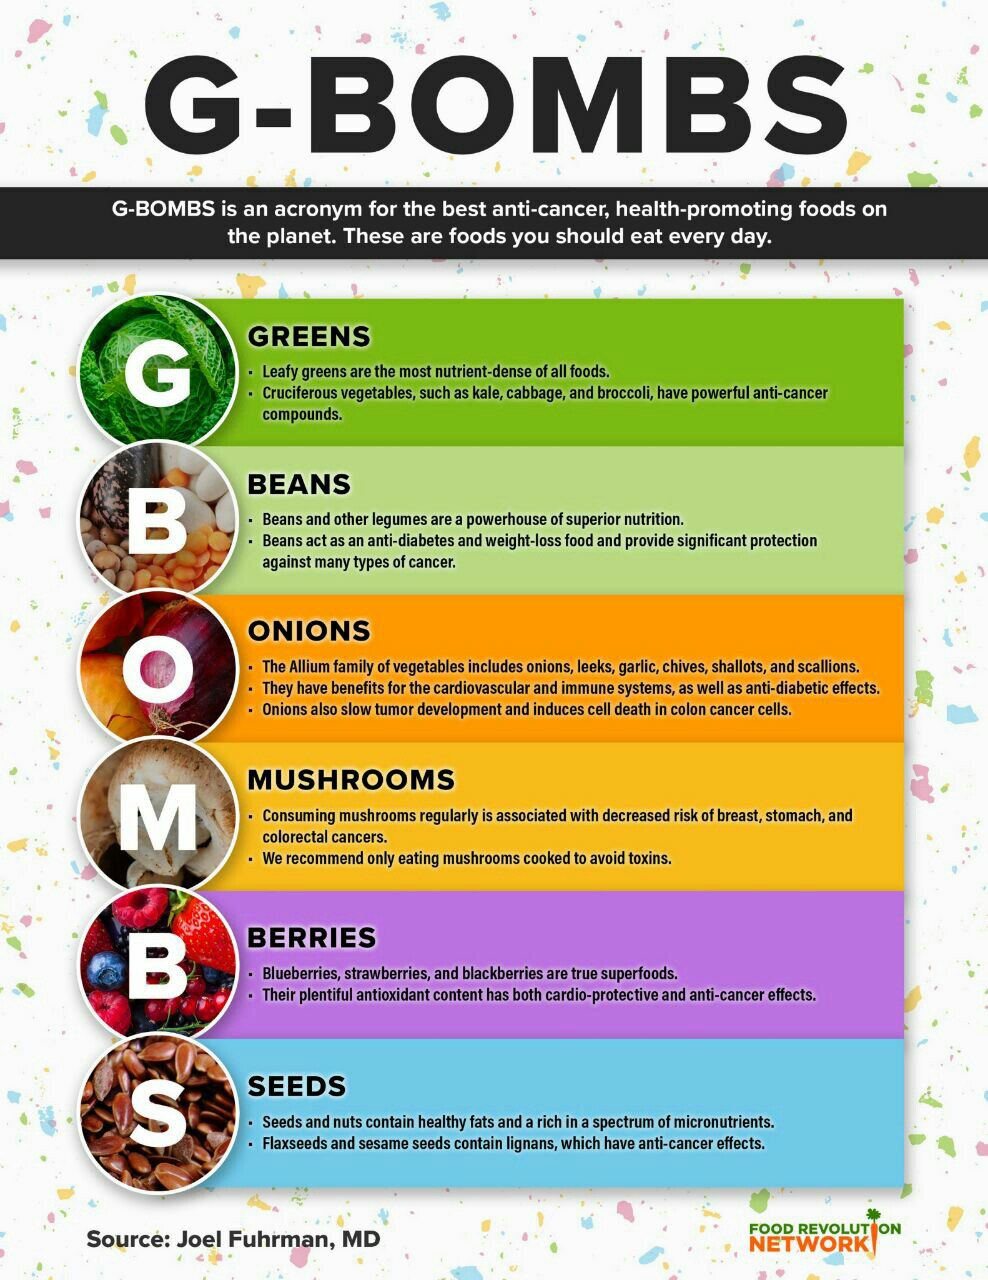 G-BOMBS
G-BOMBS is an acronym for the best anti-cancer, health-promoting foods on
the planet. These are foods you should eat every day.
G
GREENS
· Leafy greens are the most nutrient-dense of all foods.
· Cruciferous vegetables, such as kale, cabbage, and broccoli, have powerful anti-cancer
compounds.
B
BEANS
· Beans and other legumes are a powerhouse of superior nutrition.
· Beans act as an anti-diabetes and weight-loss food and provide significant protection
against many types of cancer.
O
ONIONS
· The Allium family of vegetables includes onions, leeks, garlic, chives, shallots, and scallions.
· They have benefits for the cardiovascular and immune systems, as well as anti-diabetic effects.
· Onions also slow tumor development and induces cell death in colon cancer cells.
M
MUSHROOMS
· Consuming mushrooms regularly is associated with decreased risk of breast, stomach, and
colorectal cancers.
· We recommend only eating mushrooms cooked to avoid toxins.
B
BERRIES
· Blueberries, strawberries, and blackberries are true superfoods.
· Their plentiful antioxidant content has both cardio-protective and anti-cancer effects.
S
SEEDS
· Seeds and nuts contain healthy fats and a rich in a spectrum of micronutrients.
· Flaxseeds and sesame seeds contain lignans, which have anti-cancer effects.
Source: Joel Fuhrman, MD
FOOD REVOLUTION
NETWORK